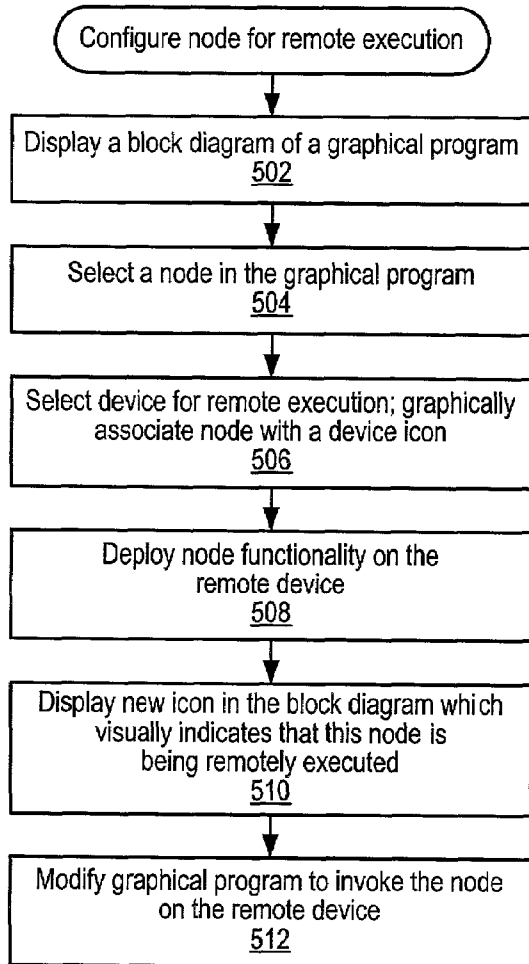 Configure node for remote execution
Display a block diagram of a graphical program
502
Select a node in the graphical program
504
Select device for remote execution; graphically
associate node with a device icon
506
Deploy node functionality on the
remote device
508
Display new icon in the block diagram which
visually indicates that this node is
being remotely executed
510
Modify graphical program to invoke the node
on the remote device
512